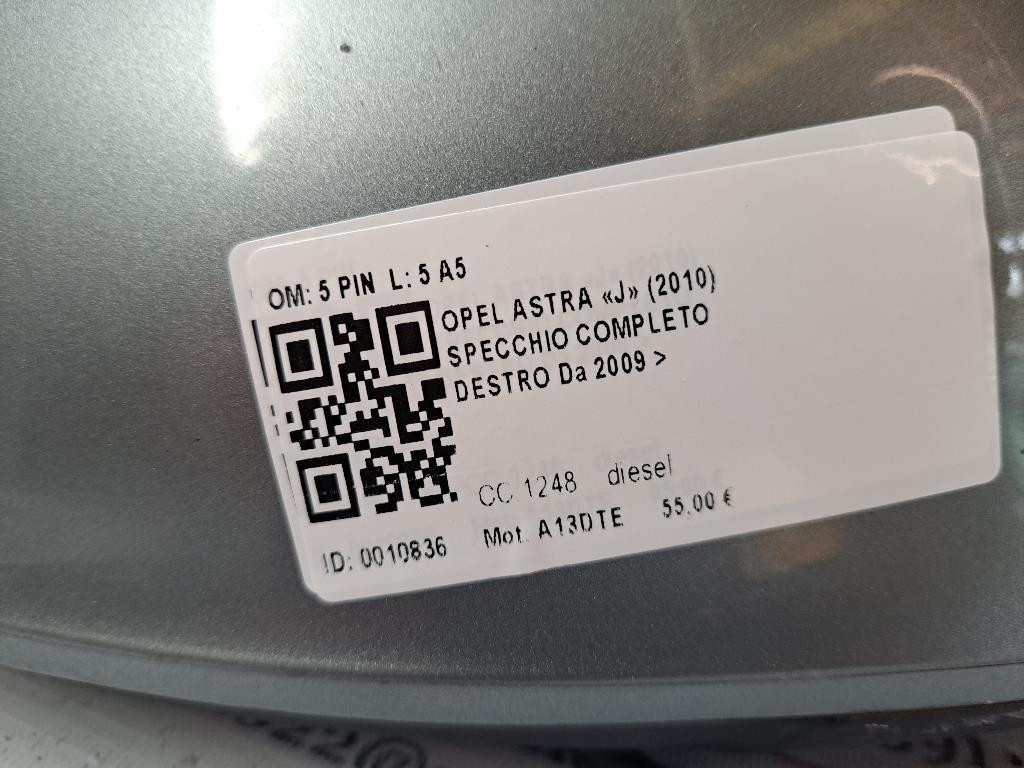 OM: 5 PIN L: 5 A5
OPEL ASTRA «J» (2010)
SPECCHIO COMPLETO
DESTRO Da 2009 >
CC 1248 diesel
Mot. A13DTE 55,00 €
ID: 0010836